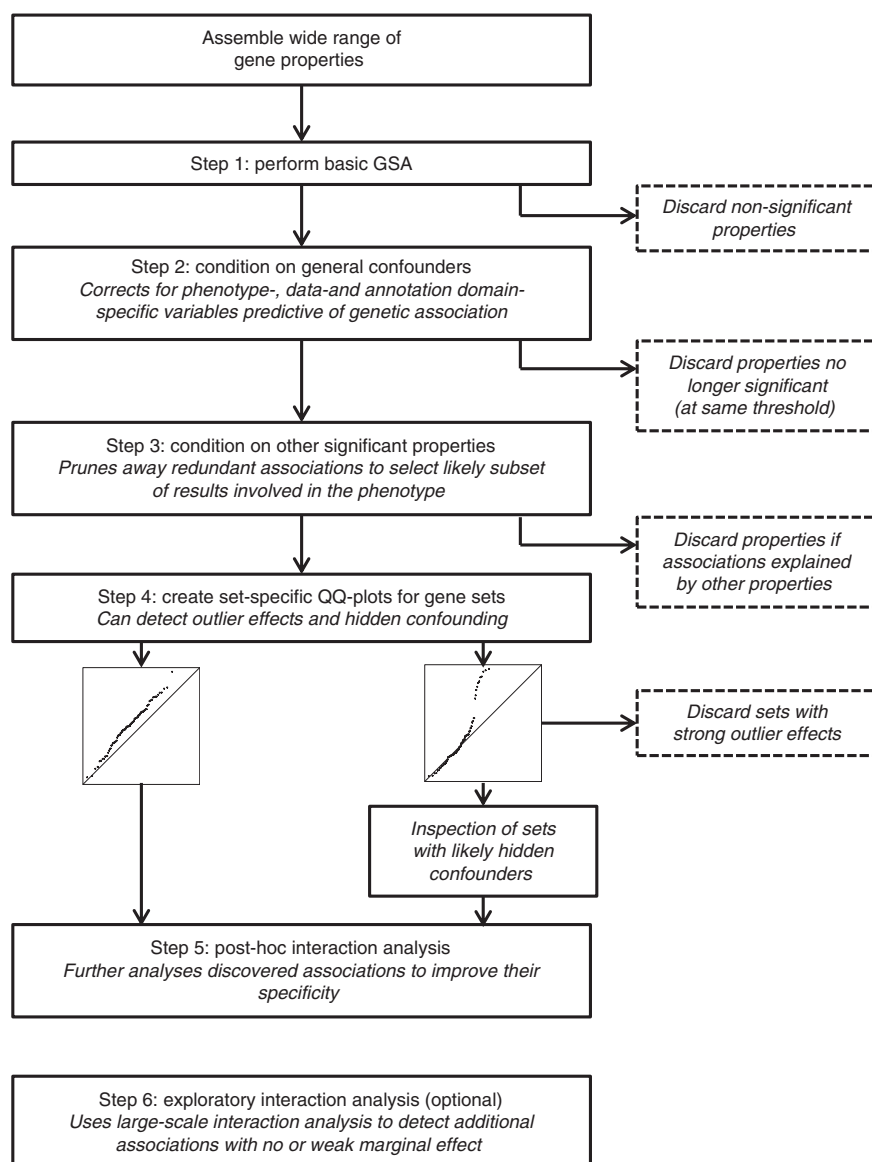 Assemble wide range of
gene properties
Step 1: perform basic GSA
Discard non-significant
properties
Step 2: condition on general confounders
Corrects for phenotype-, data-and annotation domain-
specific variables predictive of genetic association
Discard properties no
longer significant
(at same threshold)
Step 3: condition on other significant properties
Prunes away redundant associations to select likely subset
of results involved in the phenotype
Discard properties if
associations explained
by other properties
Step 4: create set-specific QQ-plots for gene sets
Can detect outlier effects and hidden confounding
Discard sets with
strong outlier effects
Inspection of sets
with likely hidden
confounders
Step 5: post-hoc interaction analysis
Further analyses discovered associations to improve their
specificity
Step 6: exploratory interaction analysis (optional)
Uses large-scale interaction analysis to detect additional
associations with no or weak marginal effect